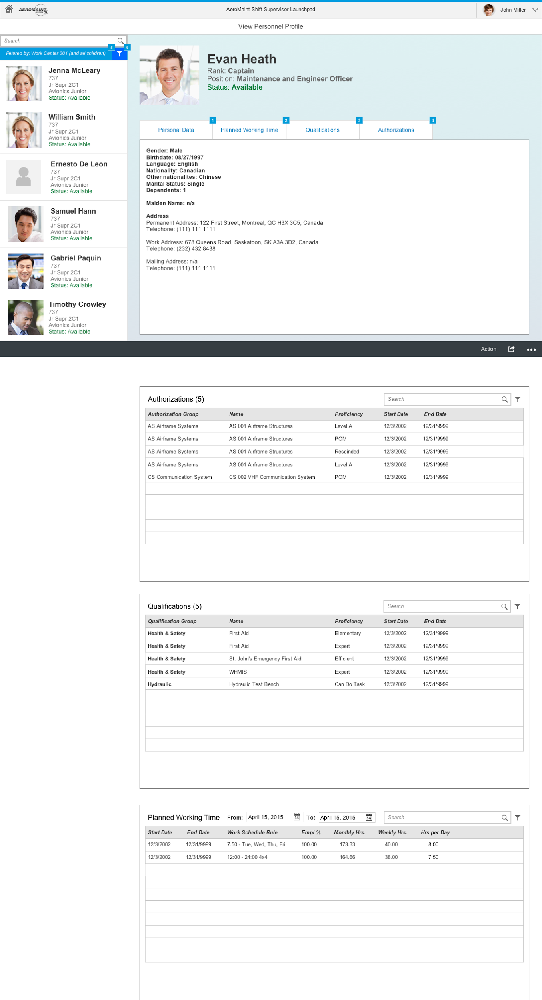 AEROMAINT
AeroMaint Shift Supervisor Launchpad
John Miller
View Personnel Profile
Search
5
6
Filtered by: Work Center 001 (and all children)
Jenna McLeary
737
Jr Supr 2C1
Avionics Junior
Status: Available
William Smith
737
Jr Supr 2C1
Avionics Junior
Status: Available
Ernesto De Leon
737
Jr Supr 2C1
Avionics Junior
Status: Available
Samuel Hann
737
Jr Supr 2C1
Avionics Junior
Status: Available
Gabriel Paquin
737
Jr Supr 2C1
Avionics Junior
Status: Available
Timothy Crowley
737
Jr Supr 2C1
Avionics Junior
Status: Available
Evan Heath
Rank: Captain
Position: Maintenance and Engineer Officer
Status: Available
1 2 3 4
Personal Data Planned Working Time Qualifications Authorizations
Gender: Male
Birthdate: 08/27/1997
Language: English
Nationality: Canadian
Other nationalites: Chinese
Marital Status: Single
Dependents: 1
Maiden Name: n/a
Address
Permanent Address: 122 First Street, Montreal, QC H3X 3C5, Canada
Telephone: (111) 111 1111
Work Address: 678 Queens Road, Saskatoon, SK A3A 3D2, Canada
Telephone: (232) 432 8438
Mailing Address: n/a
Telephone: (111) 111 1111
Action
Authorizations (5) Search
Authorization Group Name Proficiency Start Date End Date
AS Airframe Systems AS 001 Airframe Structures Level A 12/3/2002 12/31/9999
AS Airframe Systems AS 001 Airframe Structures POM 12/3/2002 12/31/9999
AS Airframe Systems AS 001 Airframe Structures Rescinded 12/3/2002 12/31/9999
AS Airframe Systems AS 001 Airframe Structures Level A 12/3/2002 12/31/9999
CS Communication System CS 002 VHF Communication System POM 12/3/2002 12/31/9999
Qualifications (5) Search
Qualification Group Name Proficiency Start Date End Date
Health & Safety First Aid Elementary 12/3/2002 12/31/9999
Health & Safety First Aid Expert 12/3/2002 12/31/9999
Health & Safety St. John's Emergency First Aid Efficient 12/3/2002 12/31/9999
Health & Safety WHMIS Expert 12/3/2002 12/31/9999
Hydraulic Hydraulic Test Bench Can Do Task 12/3/2002 12/31/9999
Planned Working Time From: April 15, 2015 14 To: April 15, 2015 14 Search
Start Date End Date Work Schedule Rule Empl % Monthly Hrs. Weekly Hrs. Hrs per Day
12/3/2002 12/31/9999 7.50 - Tue, Wed, Thu, Fri 100.00 173.33 40.00 8.00
12/3/2002 12/31/9999 12:00 - 24:00 4x4 100.00 164.66 38.00 7.50